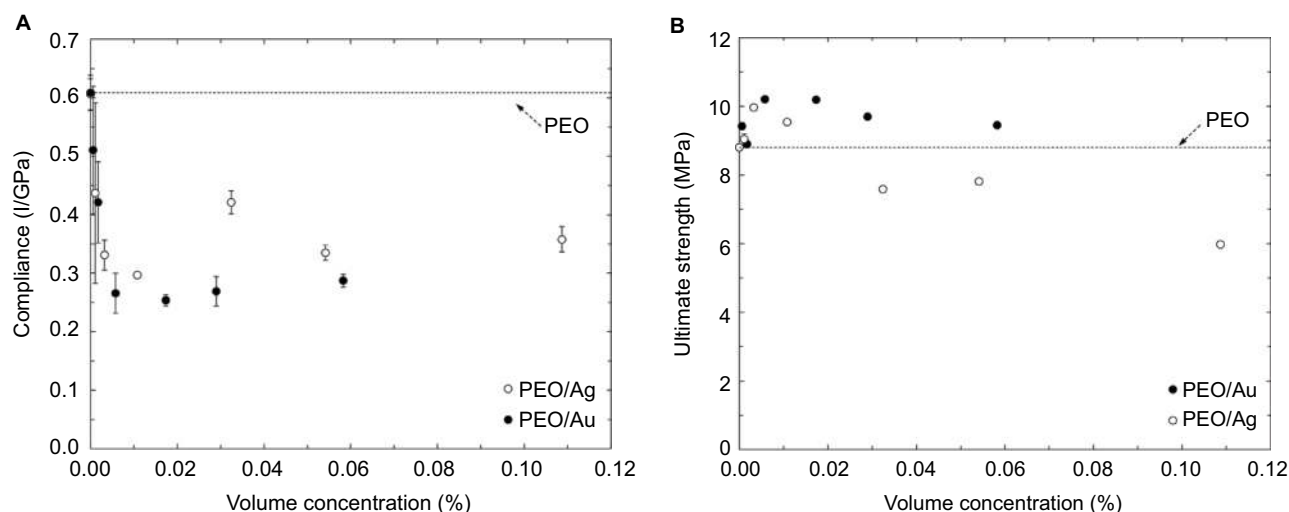 A
0.7
0.6
0.5
0.4
0.3
0.2
0.1
0.0
Compliance (I/GPa)
PEO
PEO/Ag
PEO/Au
0.00 0.02 0.04 0.06 0.08 0.10 0.12
Volume concentration (%)
B
12
10
8
6
4
2
0
Ultimate strength (MPa)
PEO
PEO/Au
PEO/Ag
0.00 0.02 0.04 0.06 0.08 0.10 0.12
Volume concentration (%)